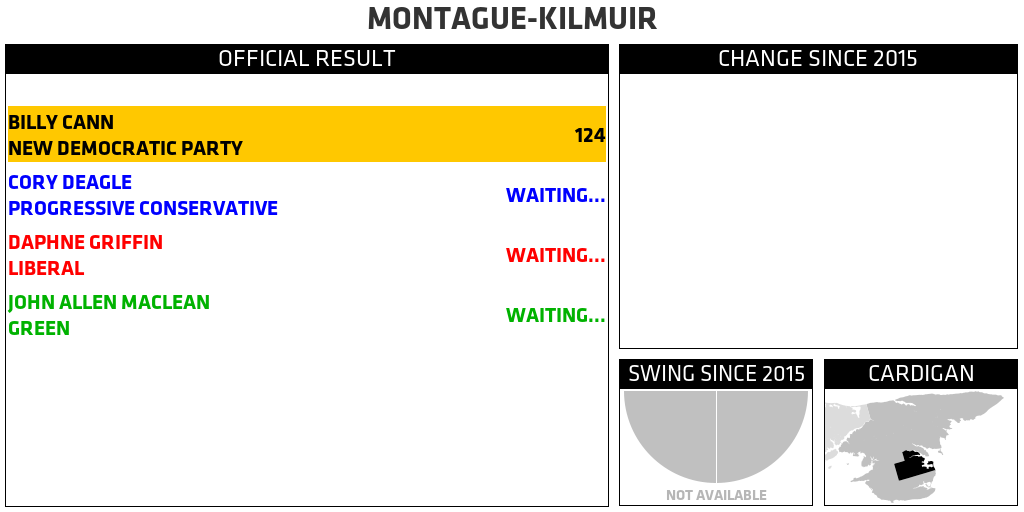 MONTAGUE-KILMUIR
OFFICIAL RESULT
BILLY CANN
NEW DEMOCRATIC PARTY
124
CORY DEAGLE
PROGRESSIVE CONSERVATIVE
WAITING...
DAPHNE GRIFFIN
LIBERAL
WAITING...
JOHN ALLEN MACLEAN
GREEN
WAITING...
CHANGE SINCE 2015
SWING SINCE 2015
NOT AVAILABLE
CARDIGAN